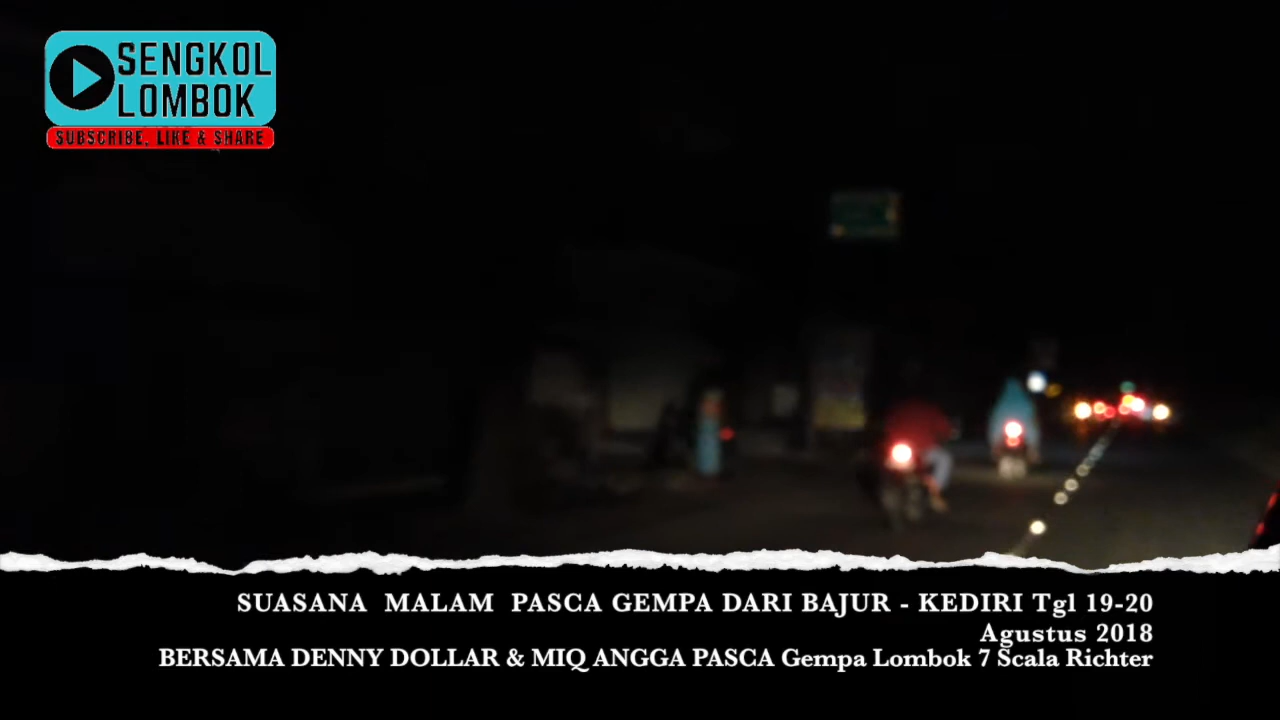 SENGKOL
LOMBOK
SUBSCRIBE, LIKE & SHARE
SUASANA MALAM PASCA GEMPA DARI BAJUR - KEDIRI Tgl 19-20
Agustus 2018
BERSAMA DENNY DOLLAR & MIQ ANGGA PASCA Gempa Lombok 7 Scala Richter